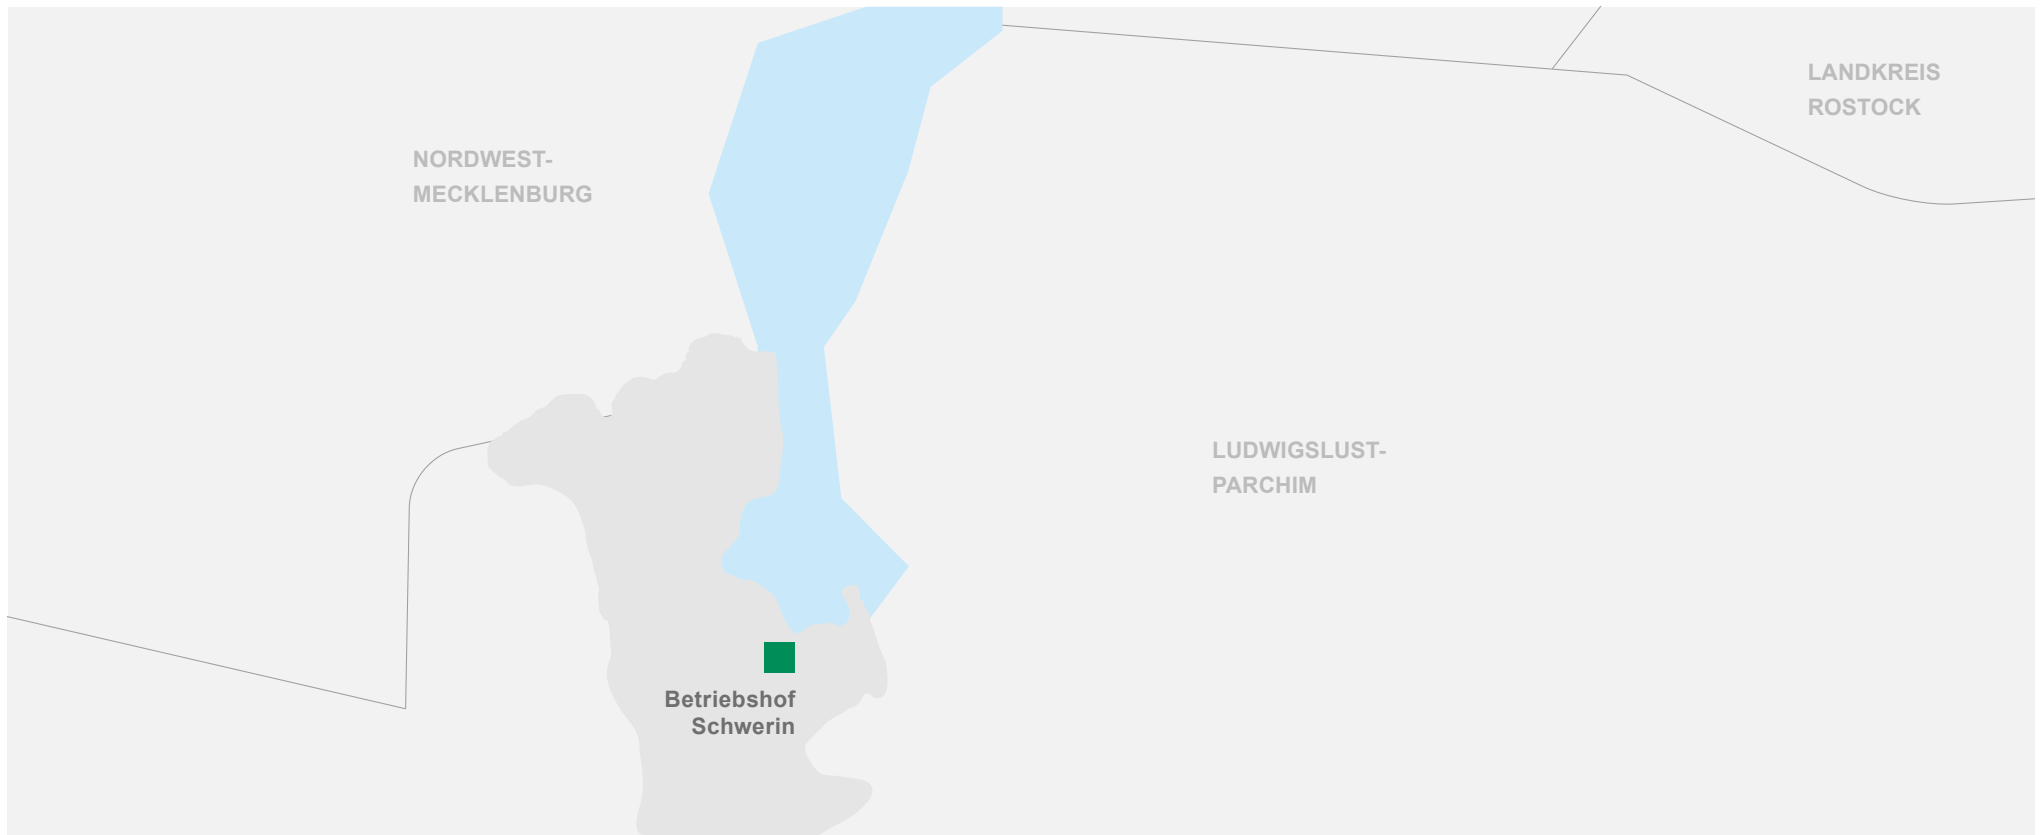 LANDKREIS
ROSTOCK
NORDWEST-
MECKLENBURG
LUDWIGSLUST-
PARCHIM
Betriebshof
Schwerin